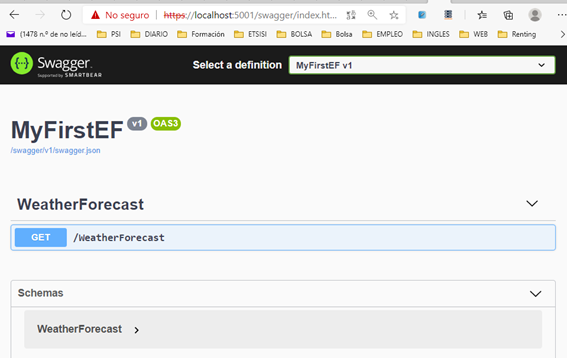 No seguro https://localhost:5001/swagger/index.ht...
(1478 n.º de no leíd... PSI DIARIO Formación ETSISI BOLSA Bolsa EMPLEO INGLES WEB Renting
Swagger. Select a definition MyFirstEF v1
Supported by SMARTBEAR
MyFirstEF v1 OAS3
/swagger/v1/swagger.json
WeatherForecast
GET /WeatherForecast
Schemas
WeatherForecast